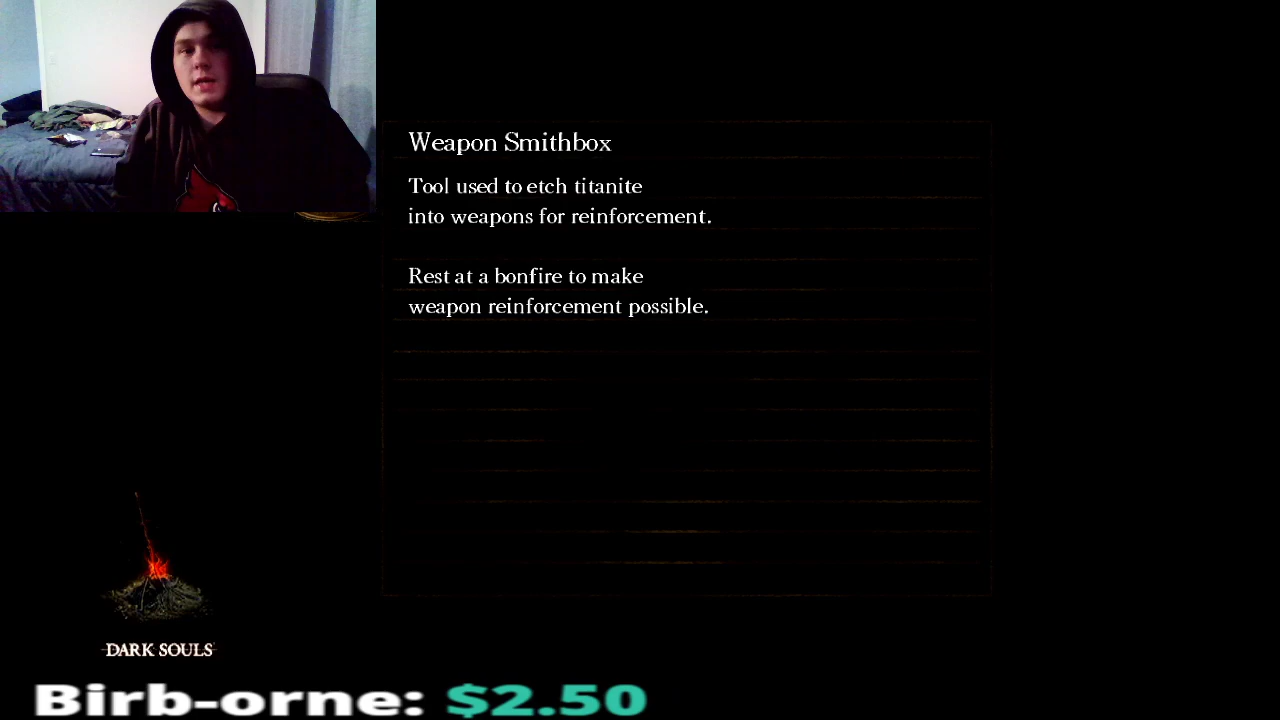 Weapon Smithbox
Tool used to etch titanite
into weapons for reinforcement.
Rest at a bonfire to make
weapon reinforcement possible.
DARK SOULS
Birb-orne: $2.50